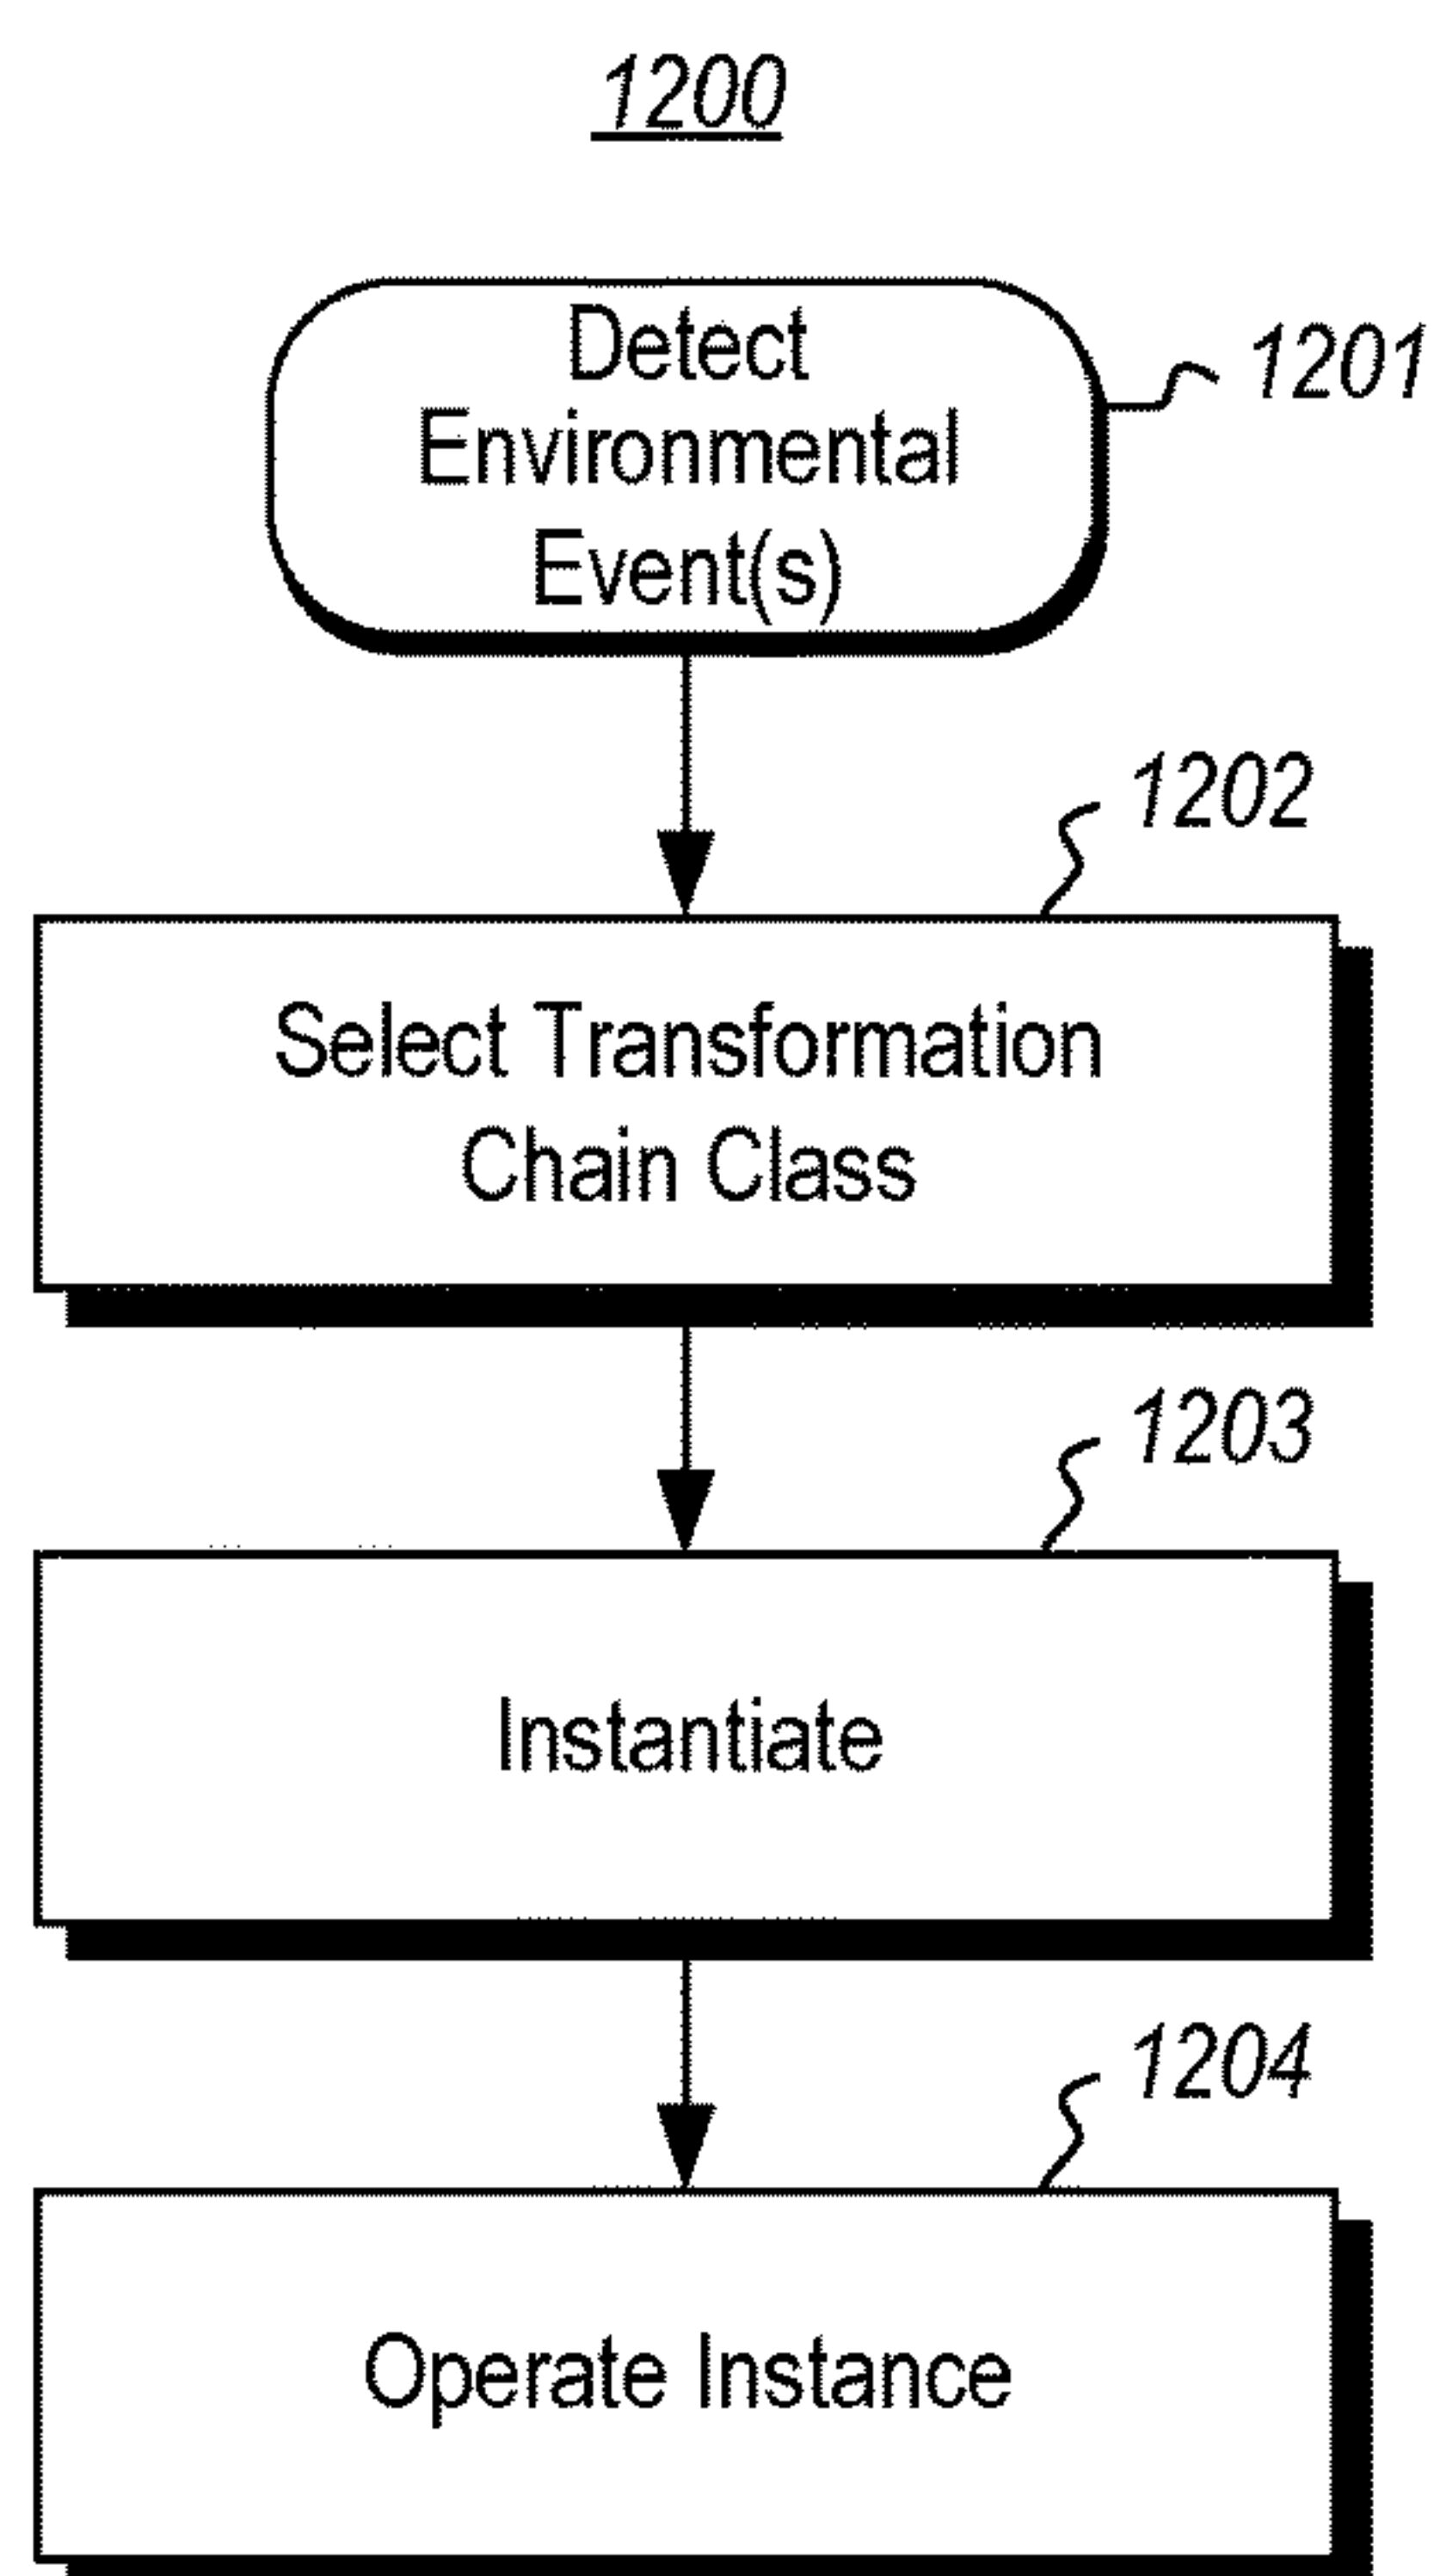 1200
Detect
Environmental
Event(s)
1201
1202
Select Transformation
Chain Class
1203
Instantiate
1204
Operate Instance